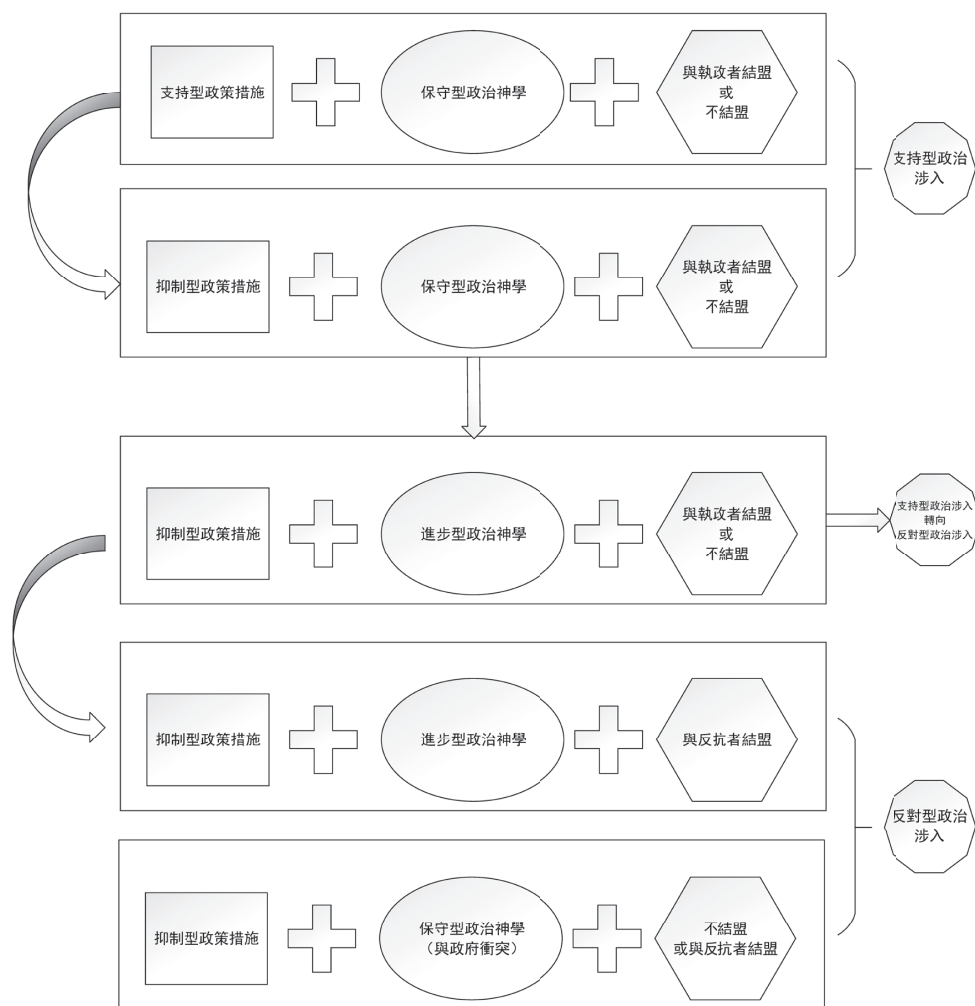 支持型政策措施
保守型政治神學
與執政者結盟
或
不結盟
支持型政治
涉入
抑制型政策措施
保守型政治神學
與執政者結盟
或
不結盟
抑制型政策措施
進步型政治神學
與執政者結盟
或
不結盟
支持型政治涉入
轉向
反對型政治涉入
抑制型政策措施
進步型政治神學
與反抗者結盟
反對型政治
涉入
抑制型政策措施
保守型政治神學
(與政府衝突)
不結盟
或與反抗者結盟